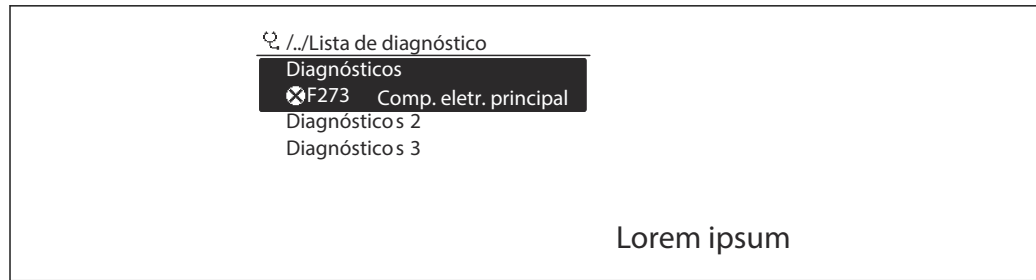 /../Lista de diagnóstico
Diagnósticos
F273 Comp. eletr. principal
Diagnósticos 2
Diagnósticos 3
Lorem ipsum